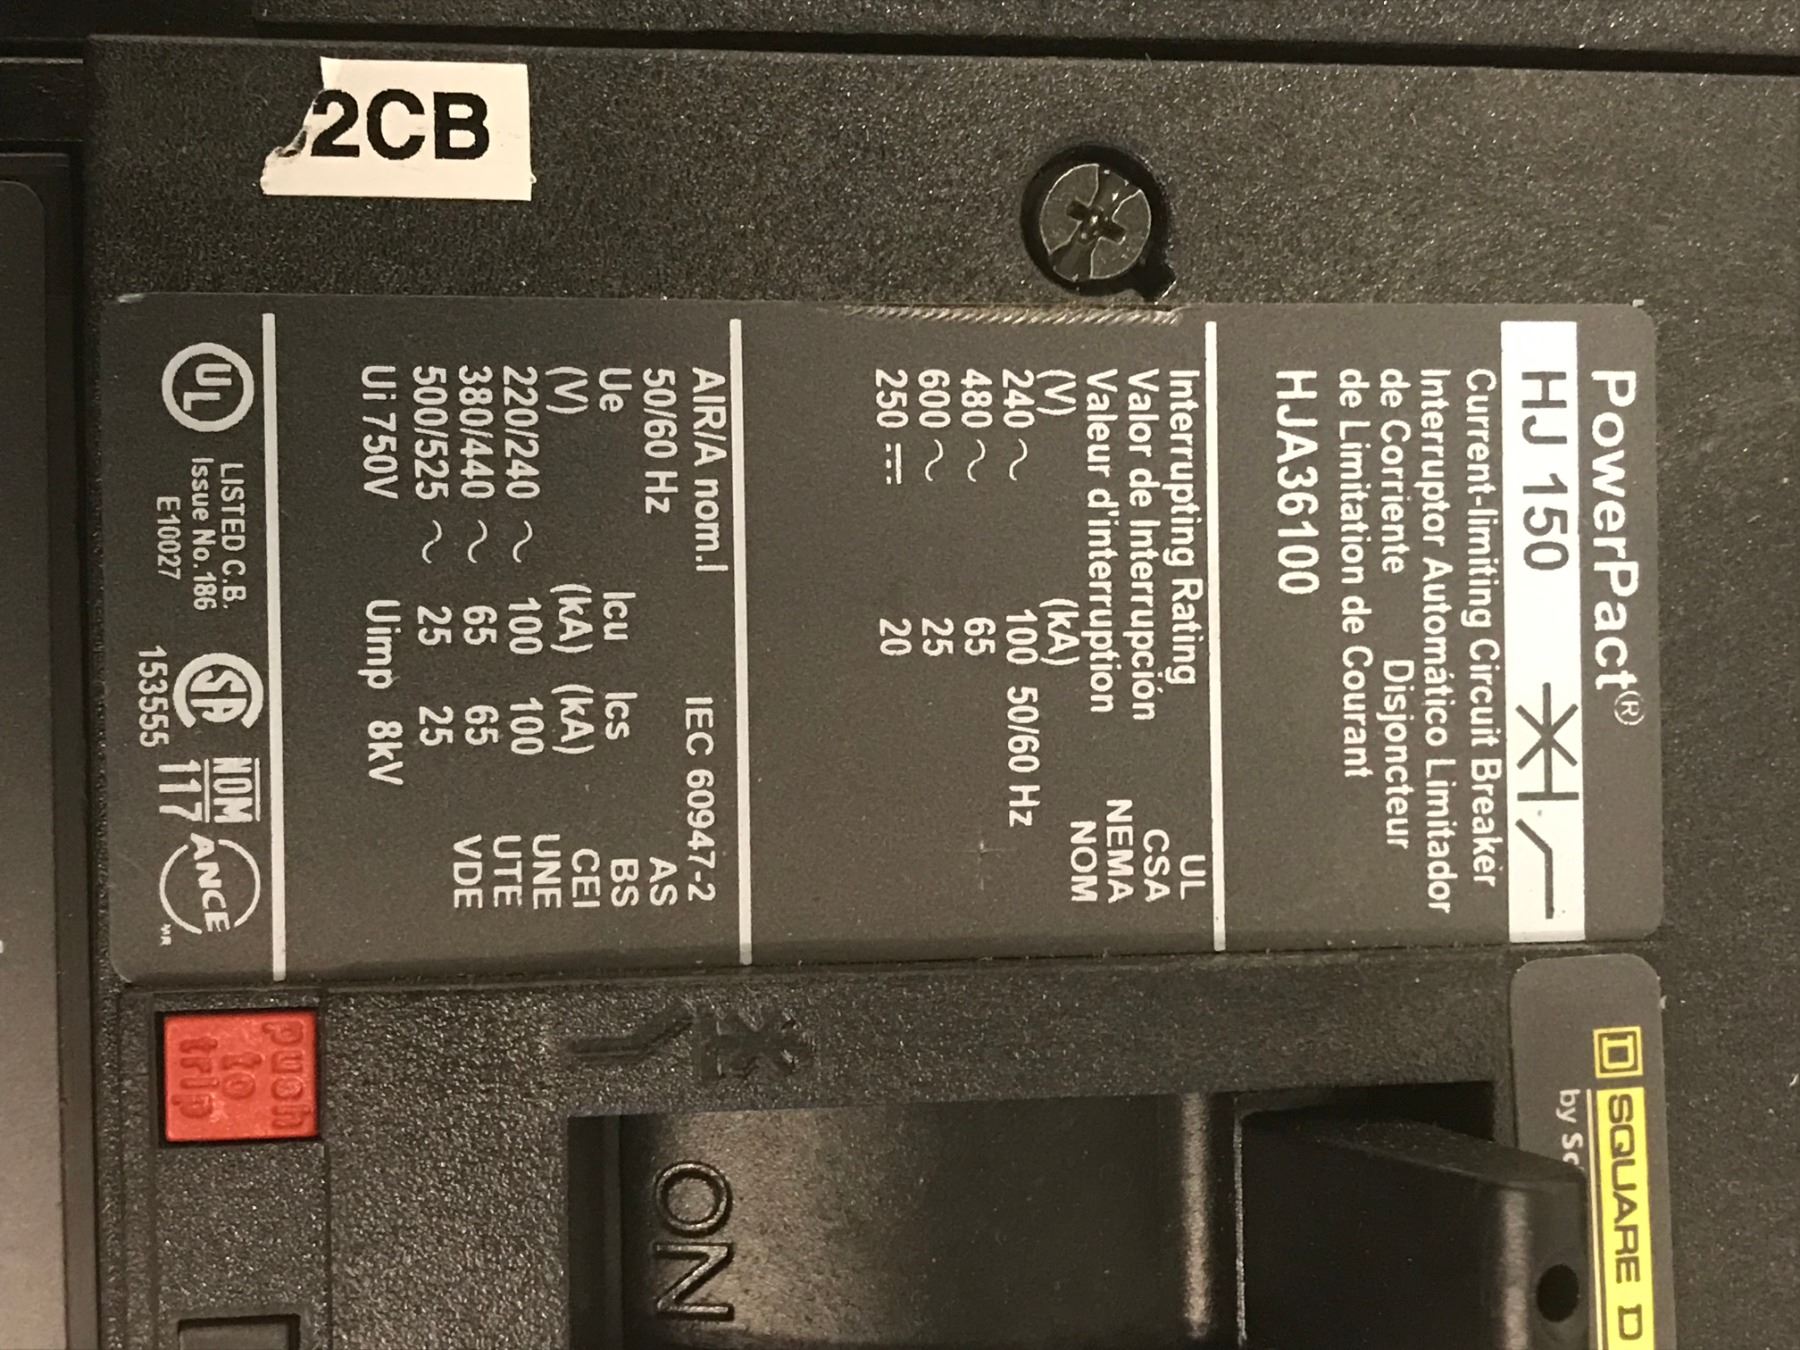 2CB
PowerPact®
HJ 150
Current-limiting Circuit Breaker
Interruptor Automático Limitador
de Corriente Disjoncteur
de Limitation de Courant
HJA36100
Interrupting Rating UL
Valor de Interrupción CSA
Valeur d'interruption NEMA
(V) (kA) NOM
240 ~ 100 50/60 Hz
480 ~ 65
600 ~ 25
250 ⎓ 20
AIR/A nom.I IEC 60947-2
50/60 Hz AS
Ue Icu Ics BS
(V) (kA) (kA) CEI
220/240 ~ 100 100 UNE
380/440 ~ 65 65 UTE
500/525 ~ 25 25 VDE
Ui 750V Uimp 8kV
UL LISTED C.B.
Issue No.186
E10027
SA
153555
NOM
117
ANCE
MR
SQUARE D
by
push
to
trip
ON